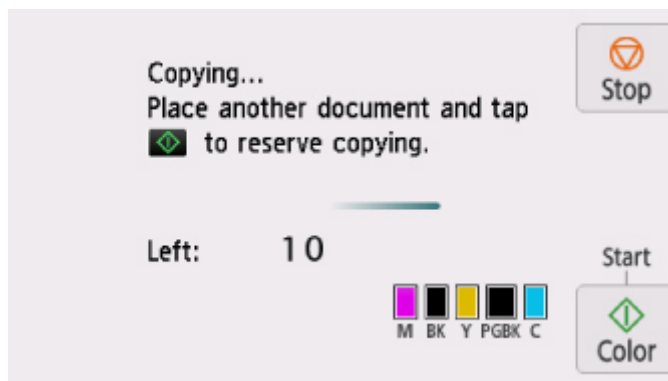 Copying...
Place another document and tap
to reserve copying.
Stop
Left: 10
Start
M BK Y PGBK C
Color